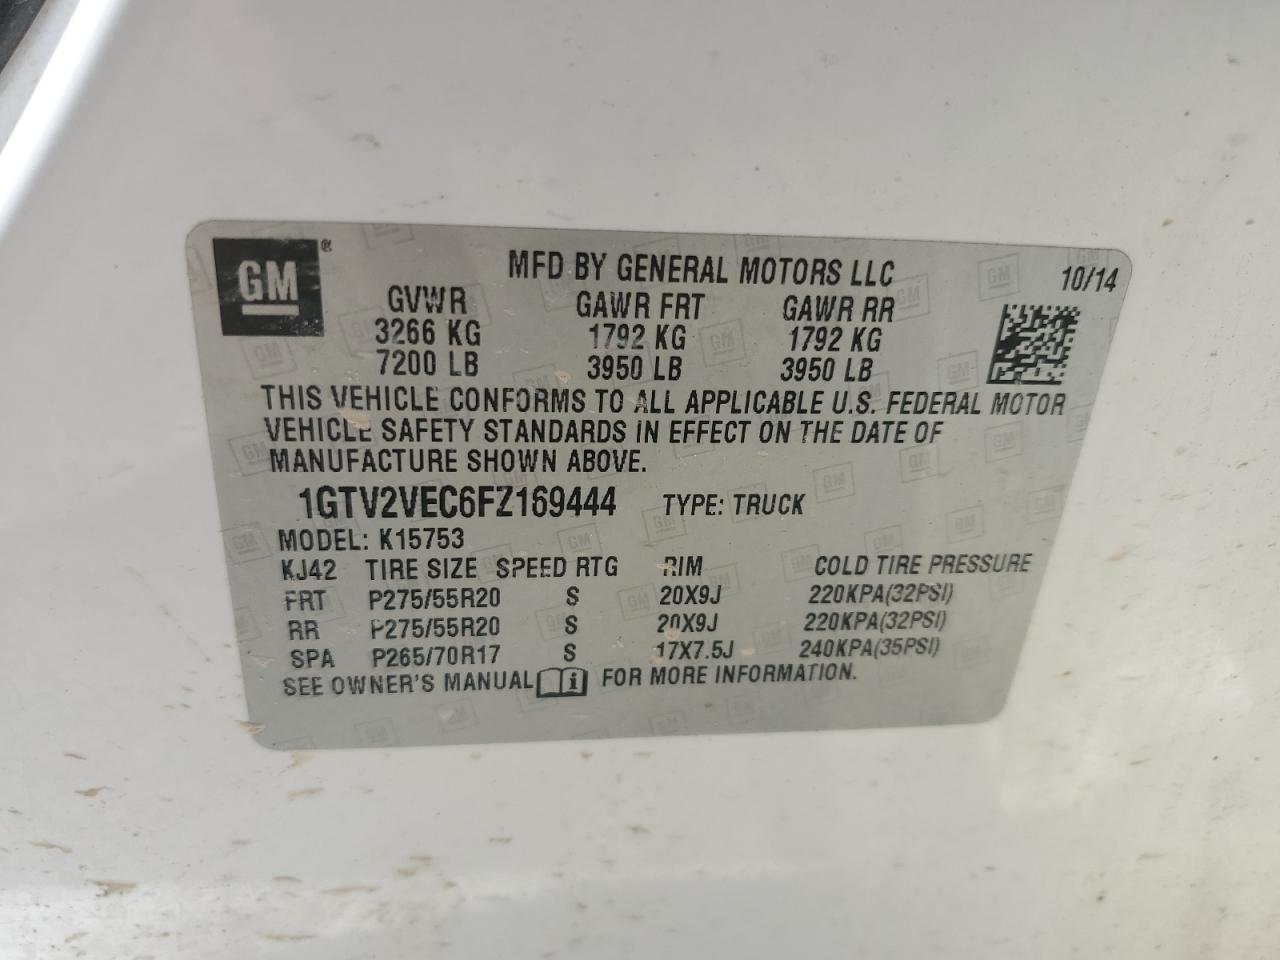 GM®
MFD BY GENERAL MOTORS LLC 10/14
GVWR GAWR FRT GAWR RR
3266 KG 1792 KG 1792 KG
7200 LB 3950 LB 3950 LB
THIS VEHICLE CONFORMS TO ALL APPLICABLE U.S. FEDERAL MOTOR
VEHICLE SAFETY STANDARDS IN EFFECT ON THE DATE OF
MANUFACTURE SHOWN ABOVE.
1GTV2VEC6FZ169444 TYPE: TRUCK
MODEL: K15753
KJ42 TIRE SIZE SPEED RTG RIM COLD TIRE PRESSURE
FRT P275/55R20 S 20X9J 220KPA(32PSI)
RR P275/55R20 S 20X9J 220KPA(32PSI)
SPA P265/70R17 S 17X7.5J 240KPA(35PSI)
SEE OWNER'S MANUAL i FOR MORE INFORMATION.